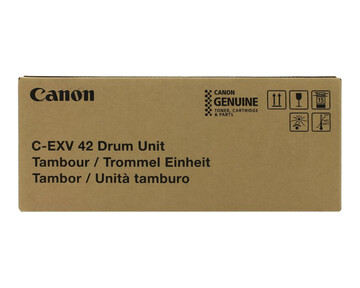 Canon
CANON
GENUINE
TONER, CARTRIDGE
& PARTS
C-EXV 42 Drum Unit
Tambour / Trommel Einheit
Tambor / Unità tamburo